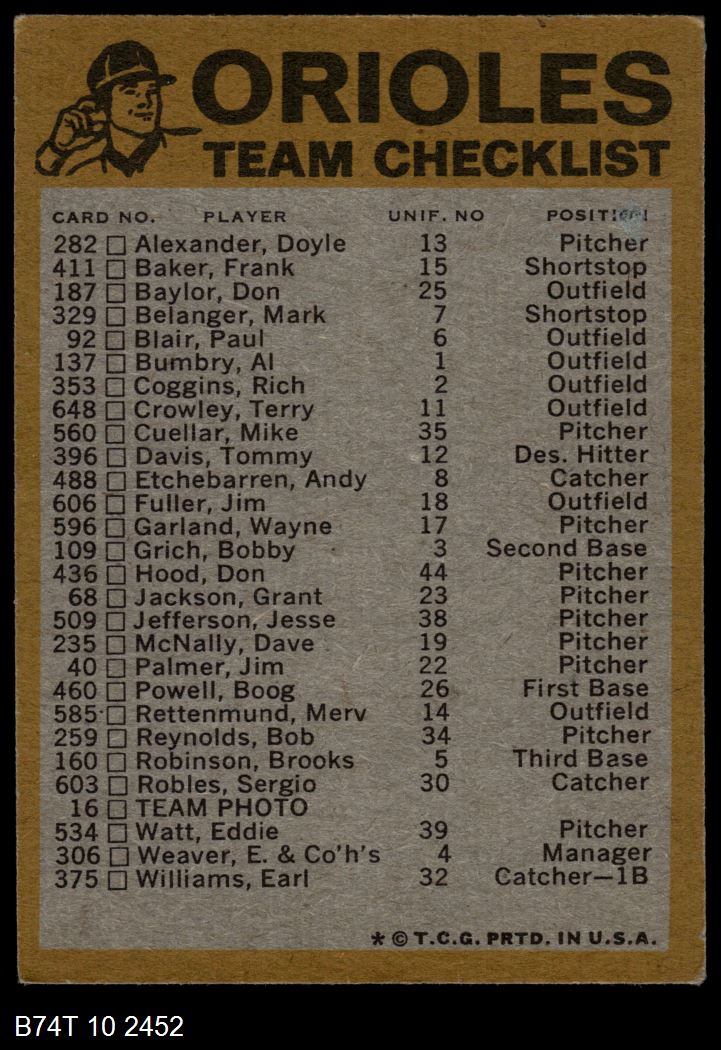 ORIOLES
TEAM CHECKLIST
CARD NO. PLAYER UNIF. NO POSITION
282 □ Alexander, Doyle 13 Pitcher
411 □ Baker, Frank 15 Shortstop
187 □ Baylor, Don 25 Outfield
329 □ Belanger, Mark 7 Shortstop
92 □ Blair, Paul 6 Outfield
137 □ Bumbry, Al 1 Outfield
353 □ Coggins, Rich 2 Outfield
648 □ Crowley, Terry 11 Outfield
560 □ Cuellar, Mike 35 Pitcher
396 □ Davis, Tommy 12 Des. Hitter
488 □ Etchebarren, Andy 8 Catcher
606 □ Fuller, Jim 18 Outfield
596 □ Garland, Wayne 17 Pitcher
109 □ Grich, Bobby 3 Second Base
436 □ Hood, Don 44 Pitcher
68 □ Jackson, Grant 23 Pitcher
509 □ Jefferson, Jesse 38 Pitcher
235 □ McNally, Dave 19 Pitcher
40 □ Palmer, Jim 22 Pitcher
460 □ Powell, Boog 26 First Base
585 □ Rettenmund, Merv 14 Outfield
259 □ Reynolds, Bob 34 Pitcher
160 □ Robinson, Brooks 5 Third Base
603 □ Robles, Sergio 30 Catcher
16 □ TEAM PHOTO
534 □ Watt, Eddie 39 Pitcher
306 □ Weaver, E. & Co'h's 4 Manager
375 □ Williams, Earl 32 Catcher—1B
* © T.C.G. PRTD. IN U.S.A.
B74T 10 2452